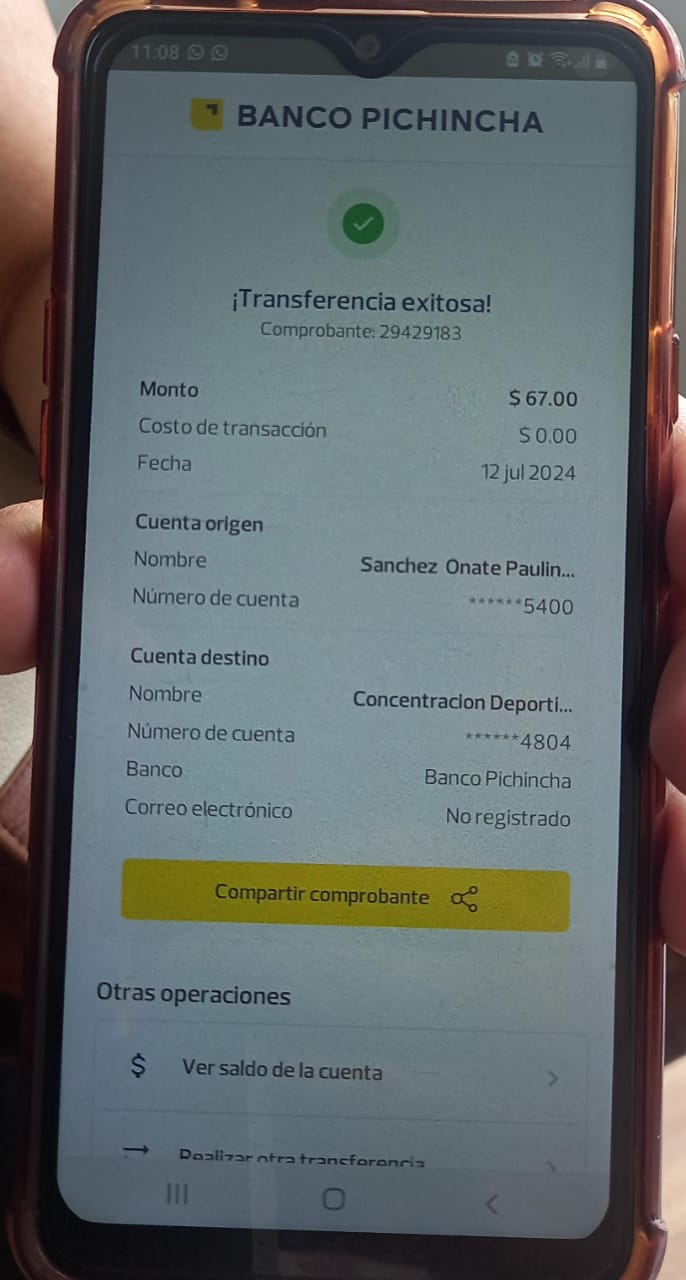 11:08
BANCO PICHINCHA
¡Transferencia exitosa!
Comprobante: 29429183
Monto $ 67.00
Costo de transacción $ 0.00
Fecha 12 jul 2024
Cuenta origen
Nombre Sanchez Onate Paulin...
Número de cuenta ******5400
Cuenta destino
Nombre Concentracion Deporti...
Número de cuenta ******4804
Banco Banco Pichincha
Correo electrónico No registrado
Compartir comprobante
Otras operaciones
$ Ver saldo de la cuenta
Realizar otra transferencia